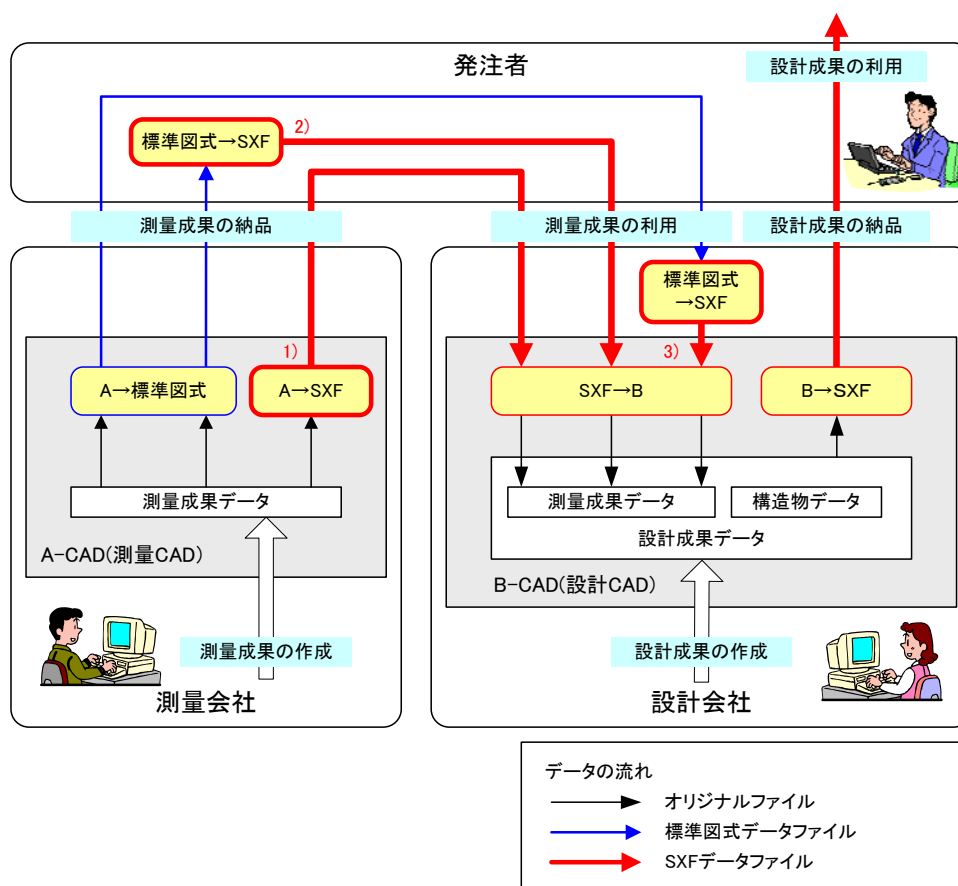 発注者
設計成果の利用
標準図式→SXF
2)
測量成果の納品
測量成果の利用
設計成果の納品
標準図式
→SXF
1)
3)
A→標準図式
A→SXF
SXF→B
B→SXF
測量成果データ
測量成果データ
構造物データ
設計成果データ
A-CAD(測量CAD)
B-CAD(設計CAD)
測量成果の作成
設計成果の作成
測量会社
設計会社
データの流れ
オリジナルファイル
標準図式データファイル
SXFデータファイル